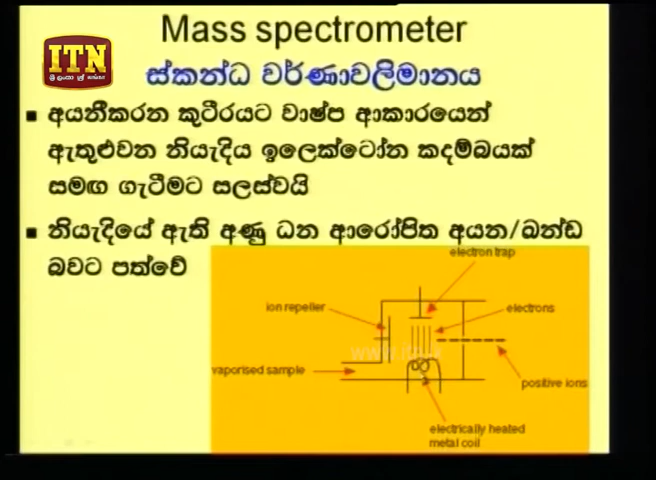 Mass spectrometer
ITN
ස්කන්ධ වර්ණාවලිමානය
අයනීකරන කුටීරයට වාෂ්ප ආකාරයෙන්
ඇතුළුවන නියැදිය ඉලෙක්ට්‍රෝන කදම්බයක්
සමඟ ගැටීමට සලස්වයි
නියැදියේ ඇති අණු ධන ආරෝපිත අයන/ඛන්ඩ
බවට පත්වේ
electron trap
ion repeller
electrons
vaporised sample
positive ions
electrically heated
metal coil